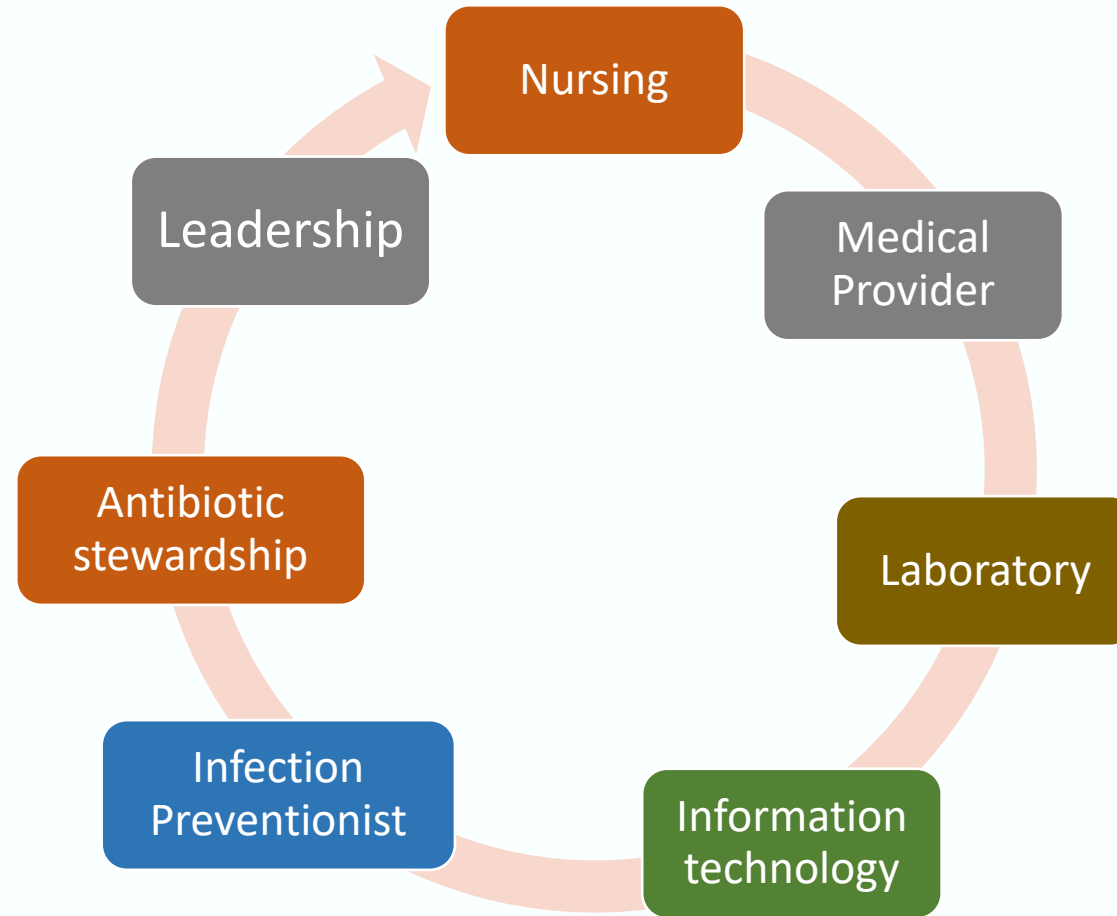 Nursing
Medical
Provider
Laboratory
Information
technology
Infection
Preventionist
Antibiotic
stewardship
Leadership